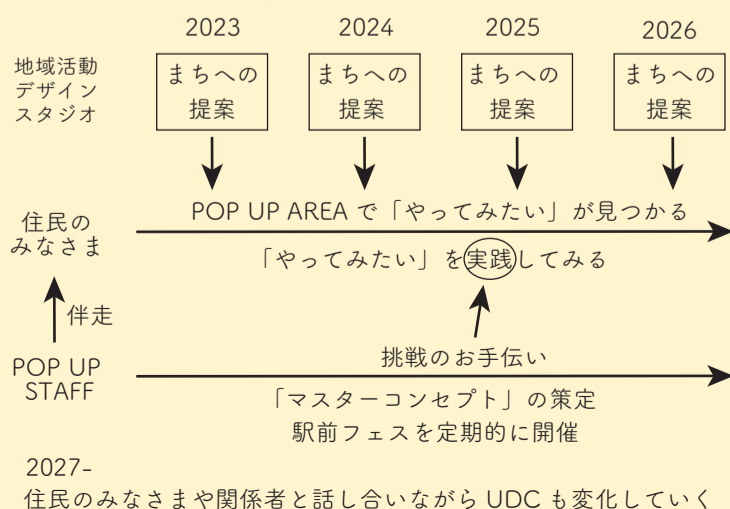 2023 2024 2025 2026
地域活動
デザイン
スタジオ
まちへの
提案
まちへの
提案
まちへの
提案
まちへの
提案
住民の
みなさま
POP UP AREA で「やってみたい」が見つかる
「やってみたい」を実践してみる
伴走
POP UP
STAFF
挑戦のお手伝い
「マスターコンセプト」の策定
駅前フェスを定期的に開催
2027-
住民のみなさまや関係者と話し合いながら UDC も変化していく